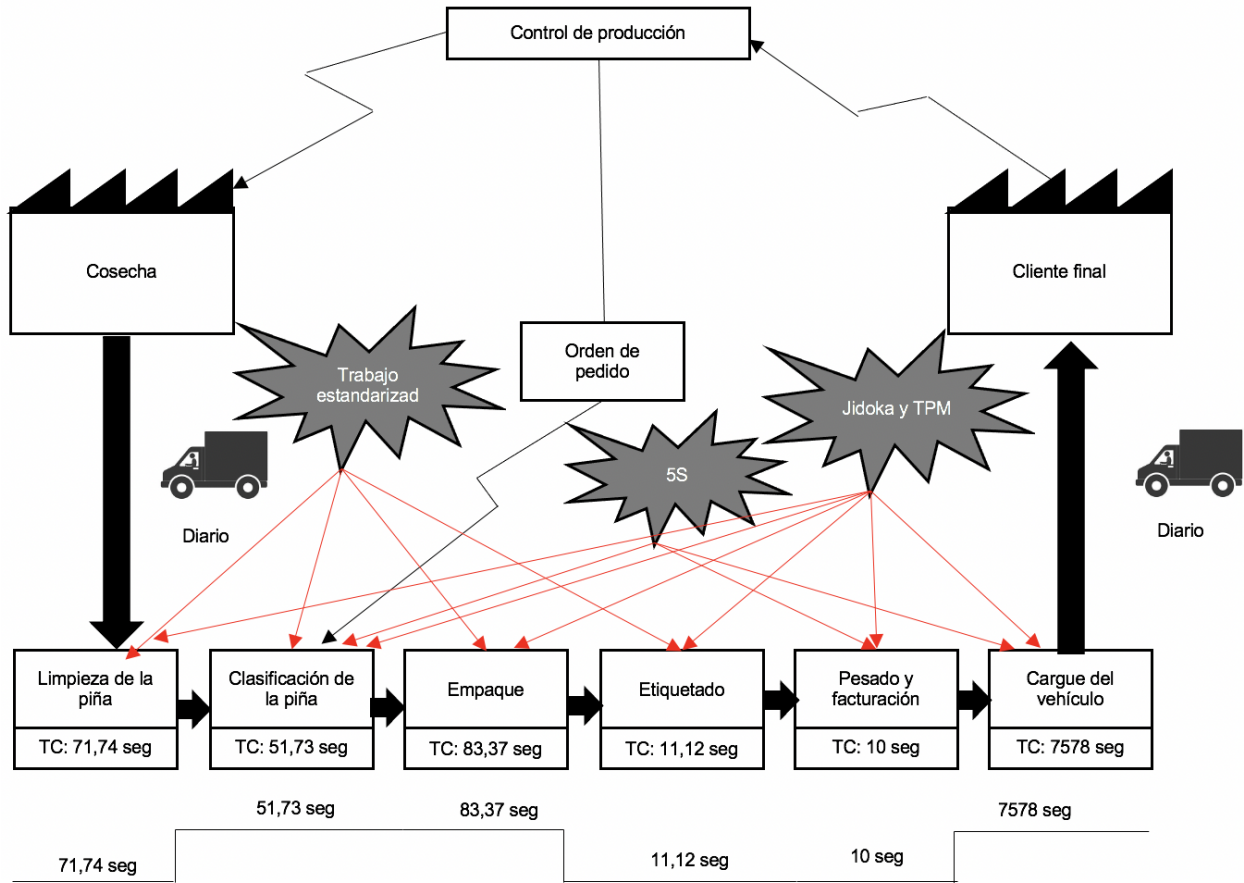 Control de producción
Cosecha
Cliente final
Orden de
pedido
Trabajo
estandarizad
Jidoka y TPM
5S
Diario
Diario
Limpieza de la
piña
TC: 71,74 seg
Clasificación de
la piña
TC: 51,73 seg
Empaque
TC: 83,37 seg
Etiquetado
TC: 11,12 seg
Pesado y
facturación
TC: 10 seg
Cargue del
vehículo
TC: 7578 seg
71,74 seg
51,73 seg
83,37 seg
11,12 seg
10 seg
7578 seg